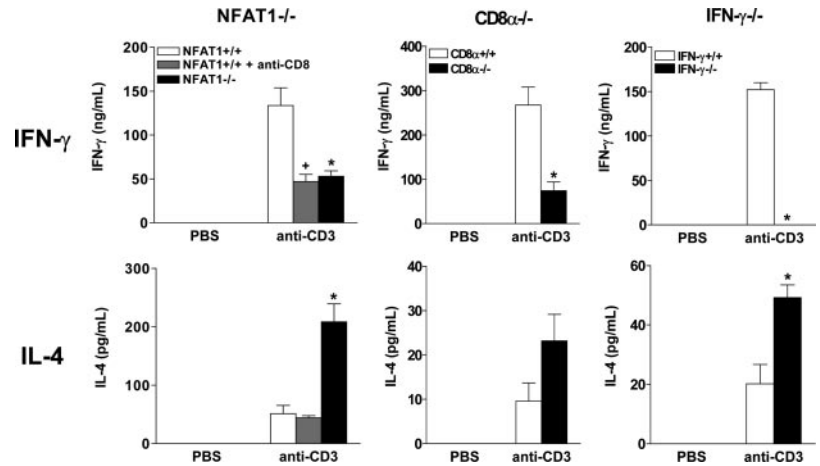 NFAT1-/-
CD8α-/-
IFN-γ-/-
IFN-γ
IFN-γ (ng/mL)
200
150
100
50
0
NFAT1+/+
NFAT1+/+ + anti-CD8
NFAT1-/-
+
*
PBS
anti-CD3
IFN-γ (ng/mL)
400
300
200
100
0
CD8α+/+
CD8α-/-
*
PBS
anti-CD3
IFN-γ (ng/mL)
200
150
100
50
0
IFN-γ+/+
IFN-γ-/-
*
PBS
anti-CD3
IL-4
IL-4 (pg/mL)
300
200
100
50
0
*
PBS
anti-CD3
IL-4 (pg/mL)
40
30
20
10
0
PBS
anti-CD3
IL-4 (pg/mL)
60
40
20
0
*
PBS
anti-CD3